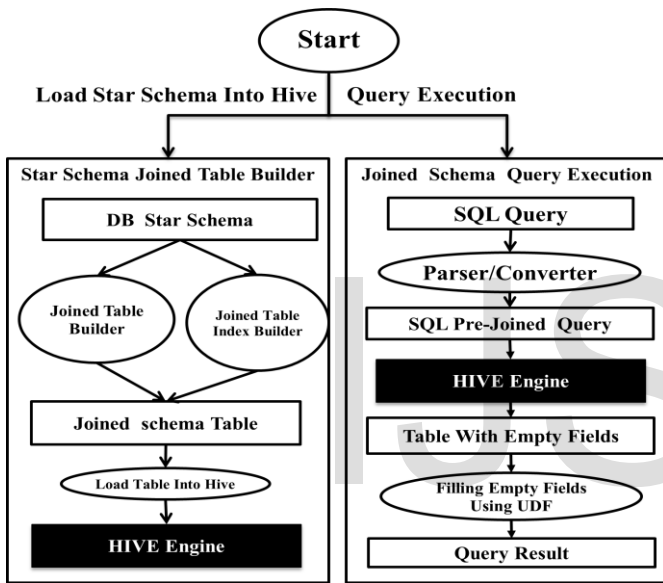 Start
Load Star Schema Into Hive
Query Execution
Star Schema Joined Table Builder
DB Star Schema
Joined Table
Builder
Joined Table
Index Builder
Joined schema Table
Load Table Into Hive
HIVE Engine
Joined Schema Query Execution
SQL Query
Parser/Converter
SQL Pre-Joined Query
HIVE Engine
Table With Empty Fields
Filling Empty Fields
Using UDF
Query Result
IJS